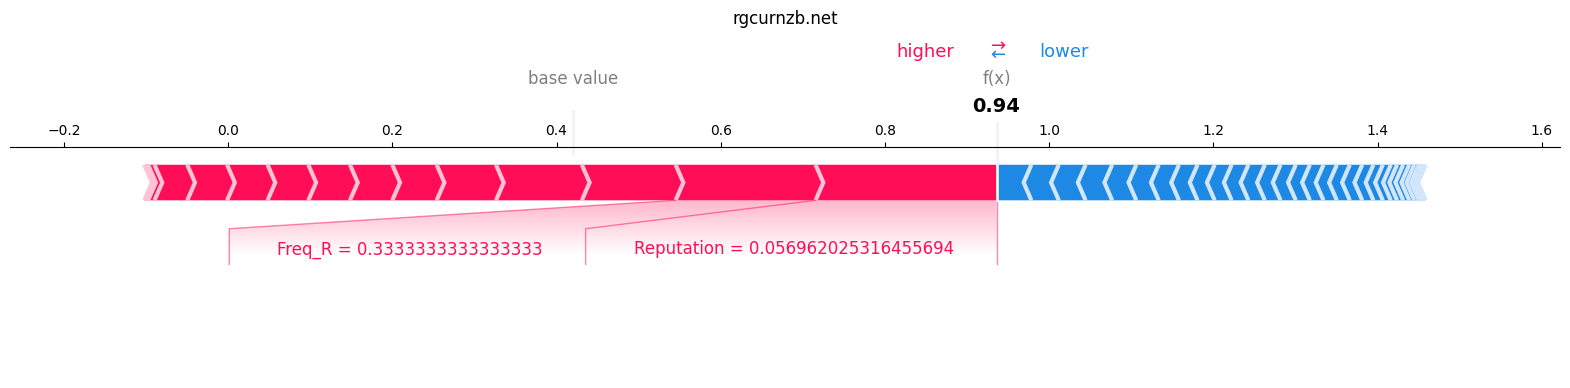 rgcurnzb.net
higher ⇄ lower
base value f(x)
0.94
−0.2 0.0 0.2 0.4 0.6 0.8 1.0 1.2 1.4 1.6
Freq_R = 0.3333333333333333 Reputation = 0.056962025316455694